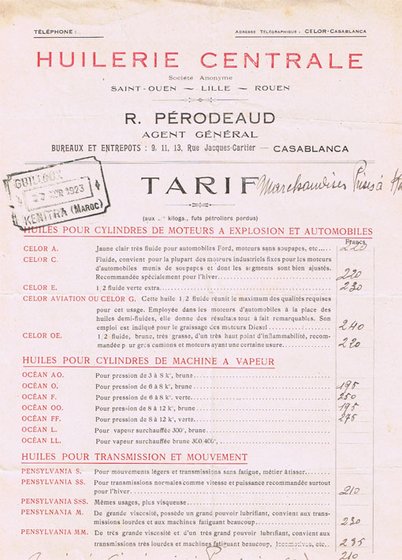 TÉLÉPHONE: ADRESSE TÉLÉGRAPHIQUE: CELOR-CASABLANCA
HUILERIE CENTRALE
Société Anonyme
SAINT-OUEN — LILLE — ROUEN
R. PÉRODEAUD
AGENT GÉNÉRAL
BUREAUX ET ENTREPOTS : 9, 11, 13, Rue Jacques-Cartier — CASABLANCA
GUILLOUX
1923
KENITRA (MAROC)
TARIF Marchandises Prises à
(aux kilogs., futs pétroliers perdus)
HUILES POUR CYLINDRES DE MOTEURS A EXPLOSION ET AUTOMOBILES
Francs
CELOR A. Jaune clair très fluide pour automobiles Ford, moteurs sans soupapes, etc... 220
CELOR C. Fluide, convient pour la plupart des moteurs industriels fixes pour les moteurs
d'automobiles munis de soupapes et dont les segments sont bien ajustés.
Recommandée spécialement pour l'hiver 220
CELOR E. 1 2 fluide verte extra. 230
CELOR AVIATION OU CELOR G. Cette huile 1 2 fluide réunit le maximum des qualités requises
pour cet usage. Employée dans les moteurs d'automobiles à la place des
huiles demi-fluides, elle donne des résultats tout à fait remarquables. Son
emploi est indiqué pour le graissage des moteurs Diesel 240
CELOR OE. 1 2 fluide, brune, très grasse, d'un très haut point d'inflammabilité, recom-
mandée pour gros camions et moteurs ayant une certaine usure. 220
HUILES POUR CYLINDRES DE MACHINE A VAPEUR
OCÉAN AO. Pour pression de 3 à 8 k", brune
OCÉAN O. Pour pression de 6 à 8 k", brune 195
OCÉAN F. Pour pression de 6 à 8 k", verte 250
OCÉAN OO. Pour pression de 8 à 12 k", brune 195
OCÉAN FF. Pour pression de 8 à 12 k", verte 275
OCÉAN L. Pour vapeur surchauffée 300°, brune
OCÉAN LL. Pour vapeur surchauffée brune 300/400°,
HUILES POUR TRANSMISSION ET MOUVEMENT
PENSYLVANIA S. Pour mouvements légers et transmissions sans fatigue, métier à tisser.
PENSYLVANIA SS. Pour transmissions normales comme vitesse et puissance recommandée surtout
pour l'hiver 210
PENSYLVANIA SSS. Mêmes usages, plus visqueuse
PENSYLVANIA M. De grande viscosité, possède un grand pouvoir lubrifiant, convient aux trans-
missions lourdes et aux machines fatiguant beaucoup 230
PENSYLVANIA MM. De très grande viscosité et d'un très grand pouvoir lubrifiant, convient aux
transmissions très lourdes et machines fatiguant beaucoup, locomotives, etc. 235
210